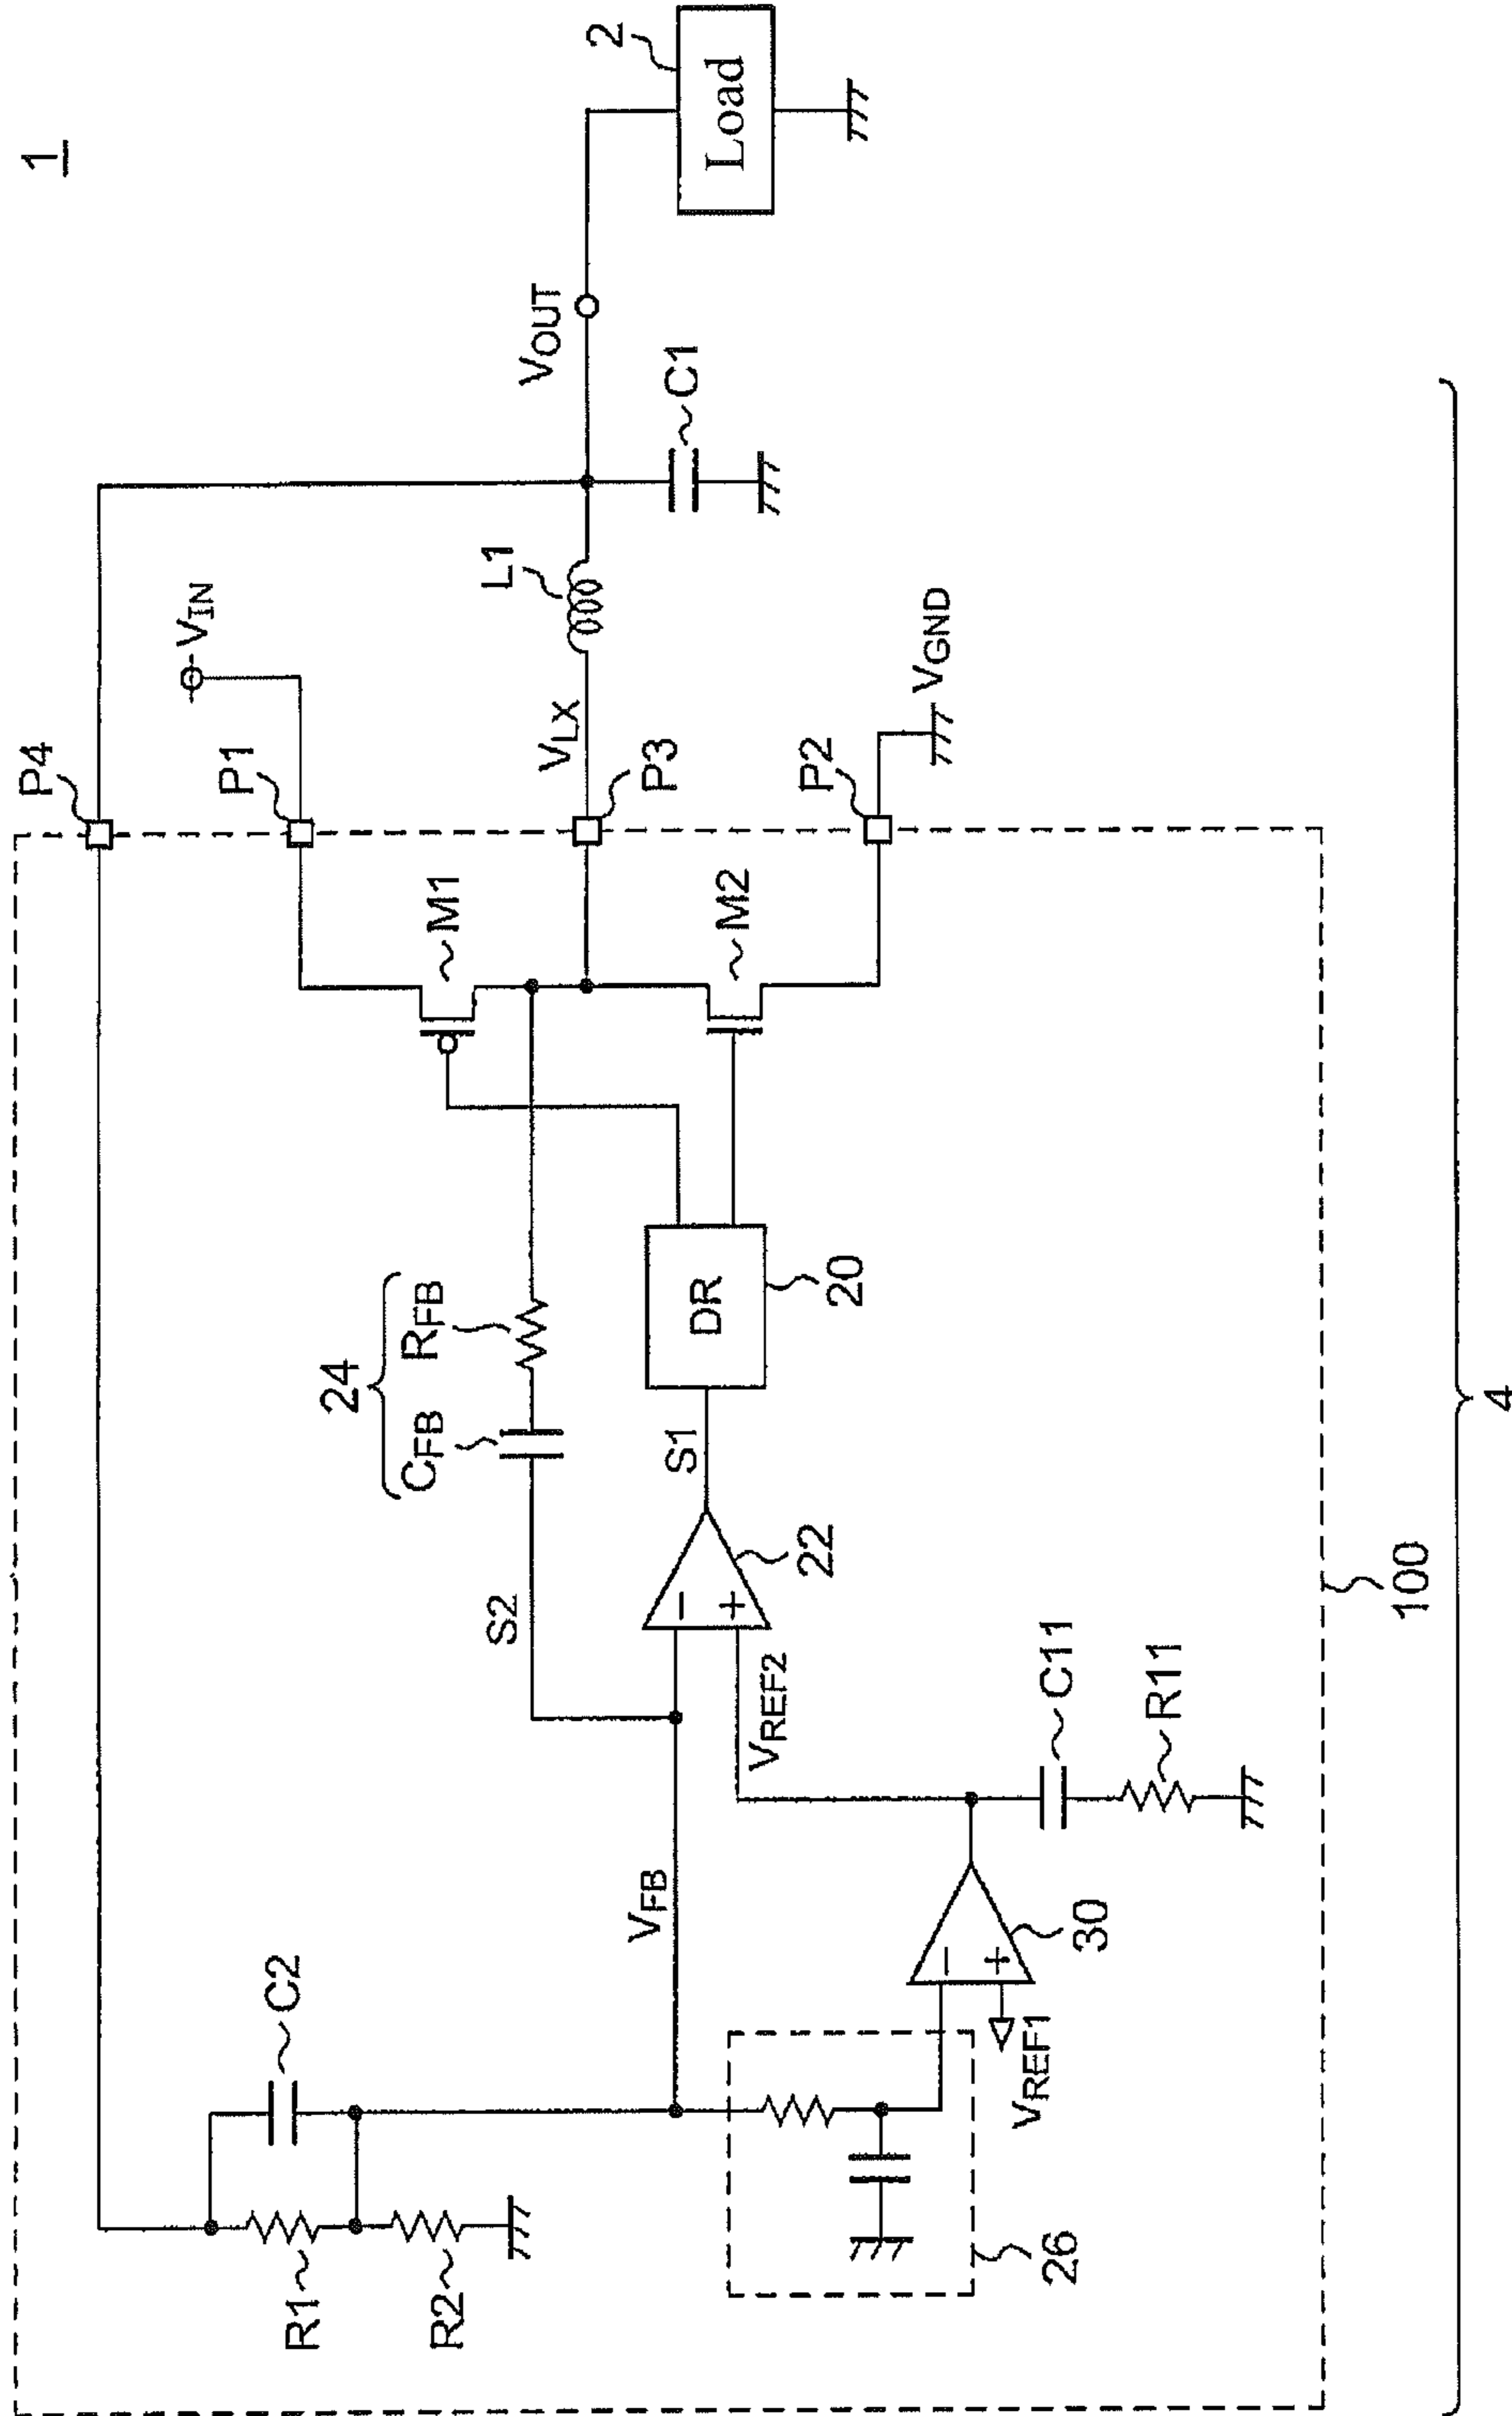 1
P4
VIN
P1
24
CFB
RFB
M1
C2
R1
R2
S2
L1
VOUT
2
Load
VLX
P3
C1
VFB
S1
DR
−
+
22
20
M2
P2
VGND
VREF2
26
VREF1
−
+
30
C11
R11
100
4